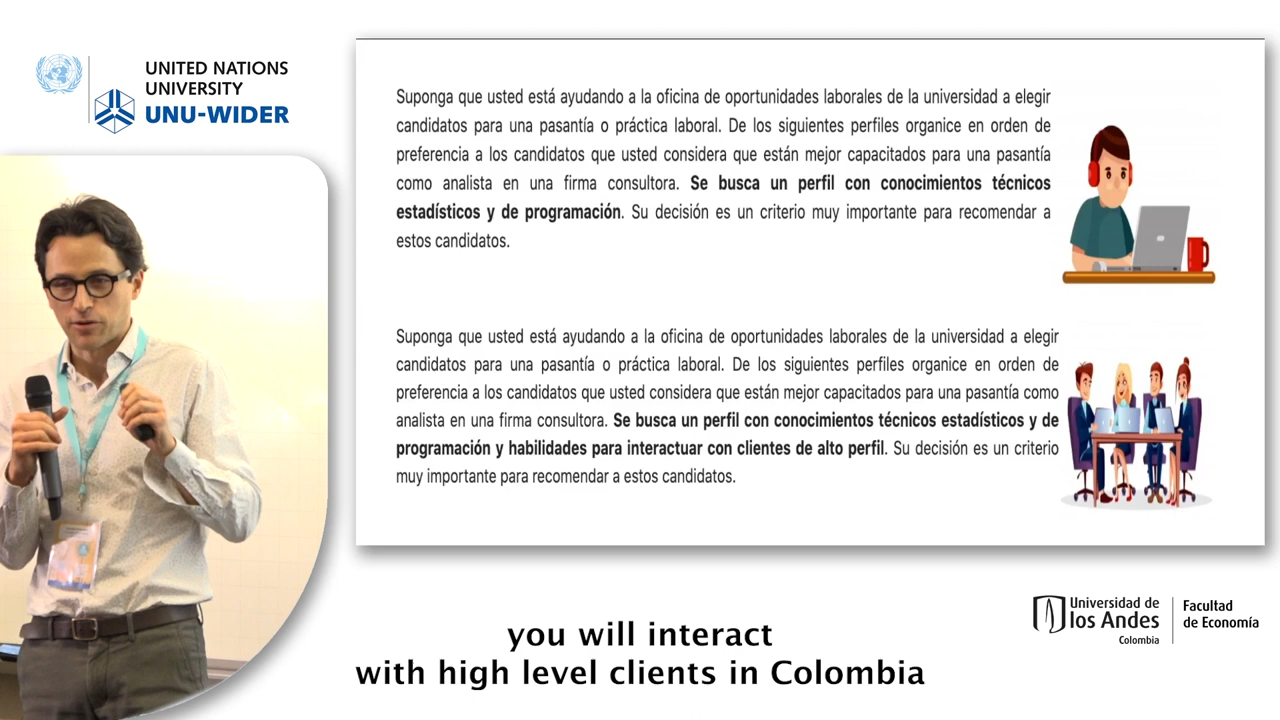 UNITED NATIONS
UNIVERSITY
UNU-WIDER
Suponga que usted está ayudando a la oficina de oportunidades laborales de la universidad a elegir
candidatos para una pasantía o práctica laboral. De los siguientes perfiles organice en orden de
preferencia a los candidatos que usted considera que están mejor capacitados para una pasantía
como analista en una firma consultora. Se busca un perfil con conocimientos técnicos
estadísticos y de programación. Su decisión es un criterio muy importante para recomendar a
estos candidatos.
Suponga que usted está ayudando a la oficina de oportunidades laborales de la universidad a elegir
candidatos para una pasantía o práctica laboral. De los siguientes perfiles organice en orden de
preferencia a los candidatos que usted considera que están mejor capacitados para una pasantía como
analista en una firma consultora. Se busca un perfil con conocimientos técnicos estadísticos y de
programación y habilidades para interactuar con clientes de alto perfil. Su decisión es un criterio
muy importante para recomendar a estos candidatos.
Universidad de
los Andes
Colombia
Facultad
de Economía
you will interact
with high level clients in Colombia